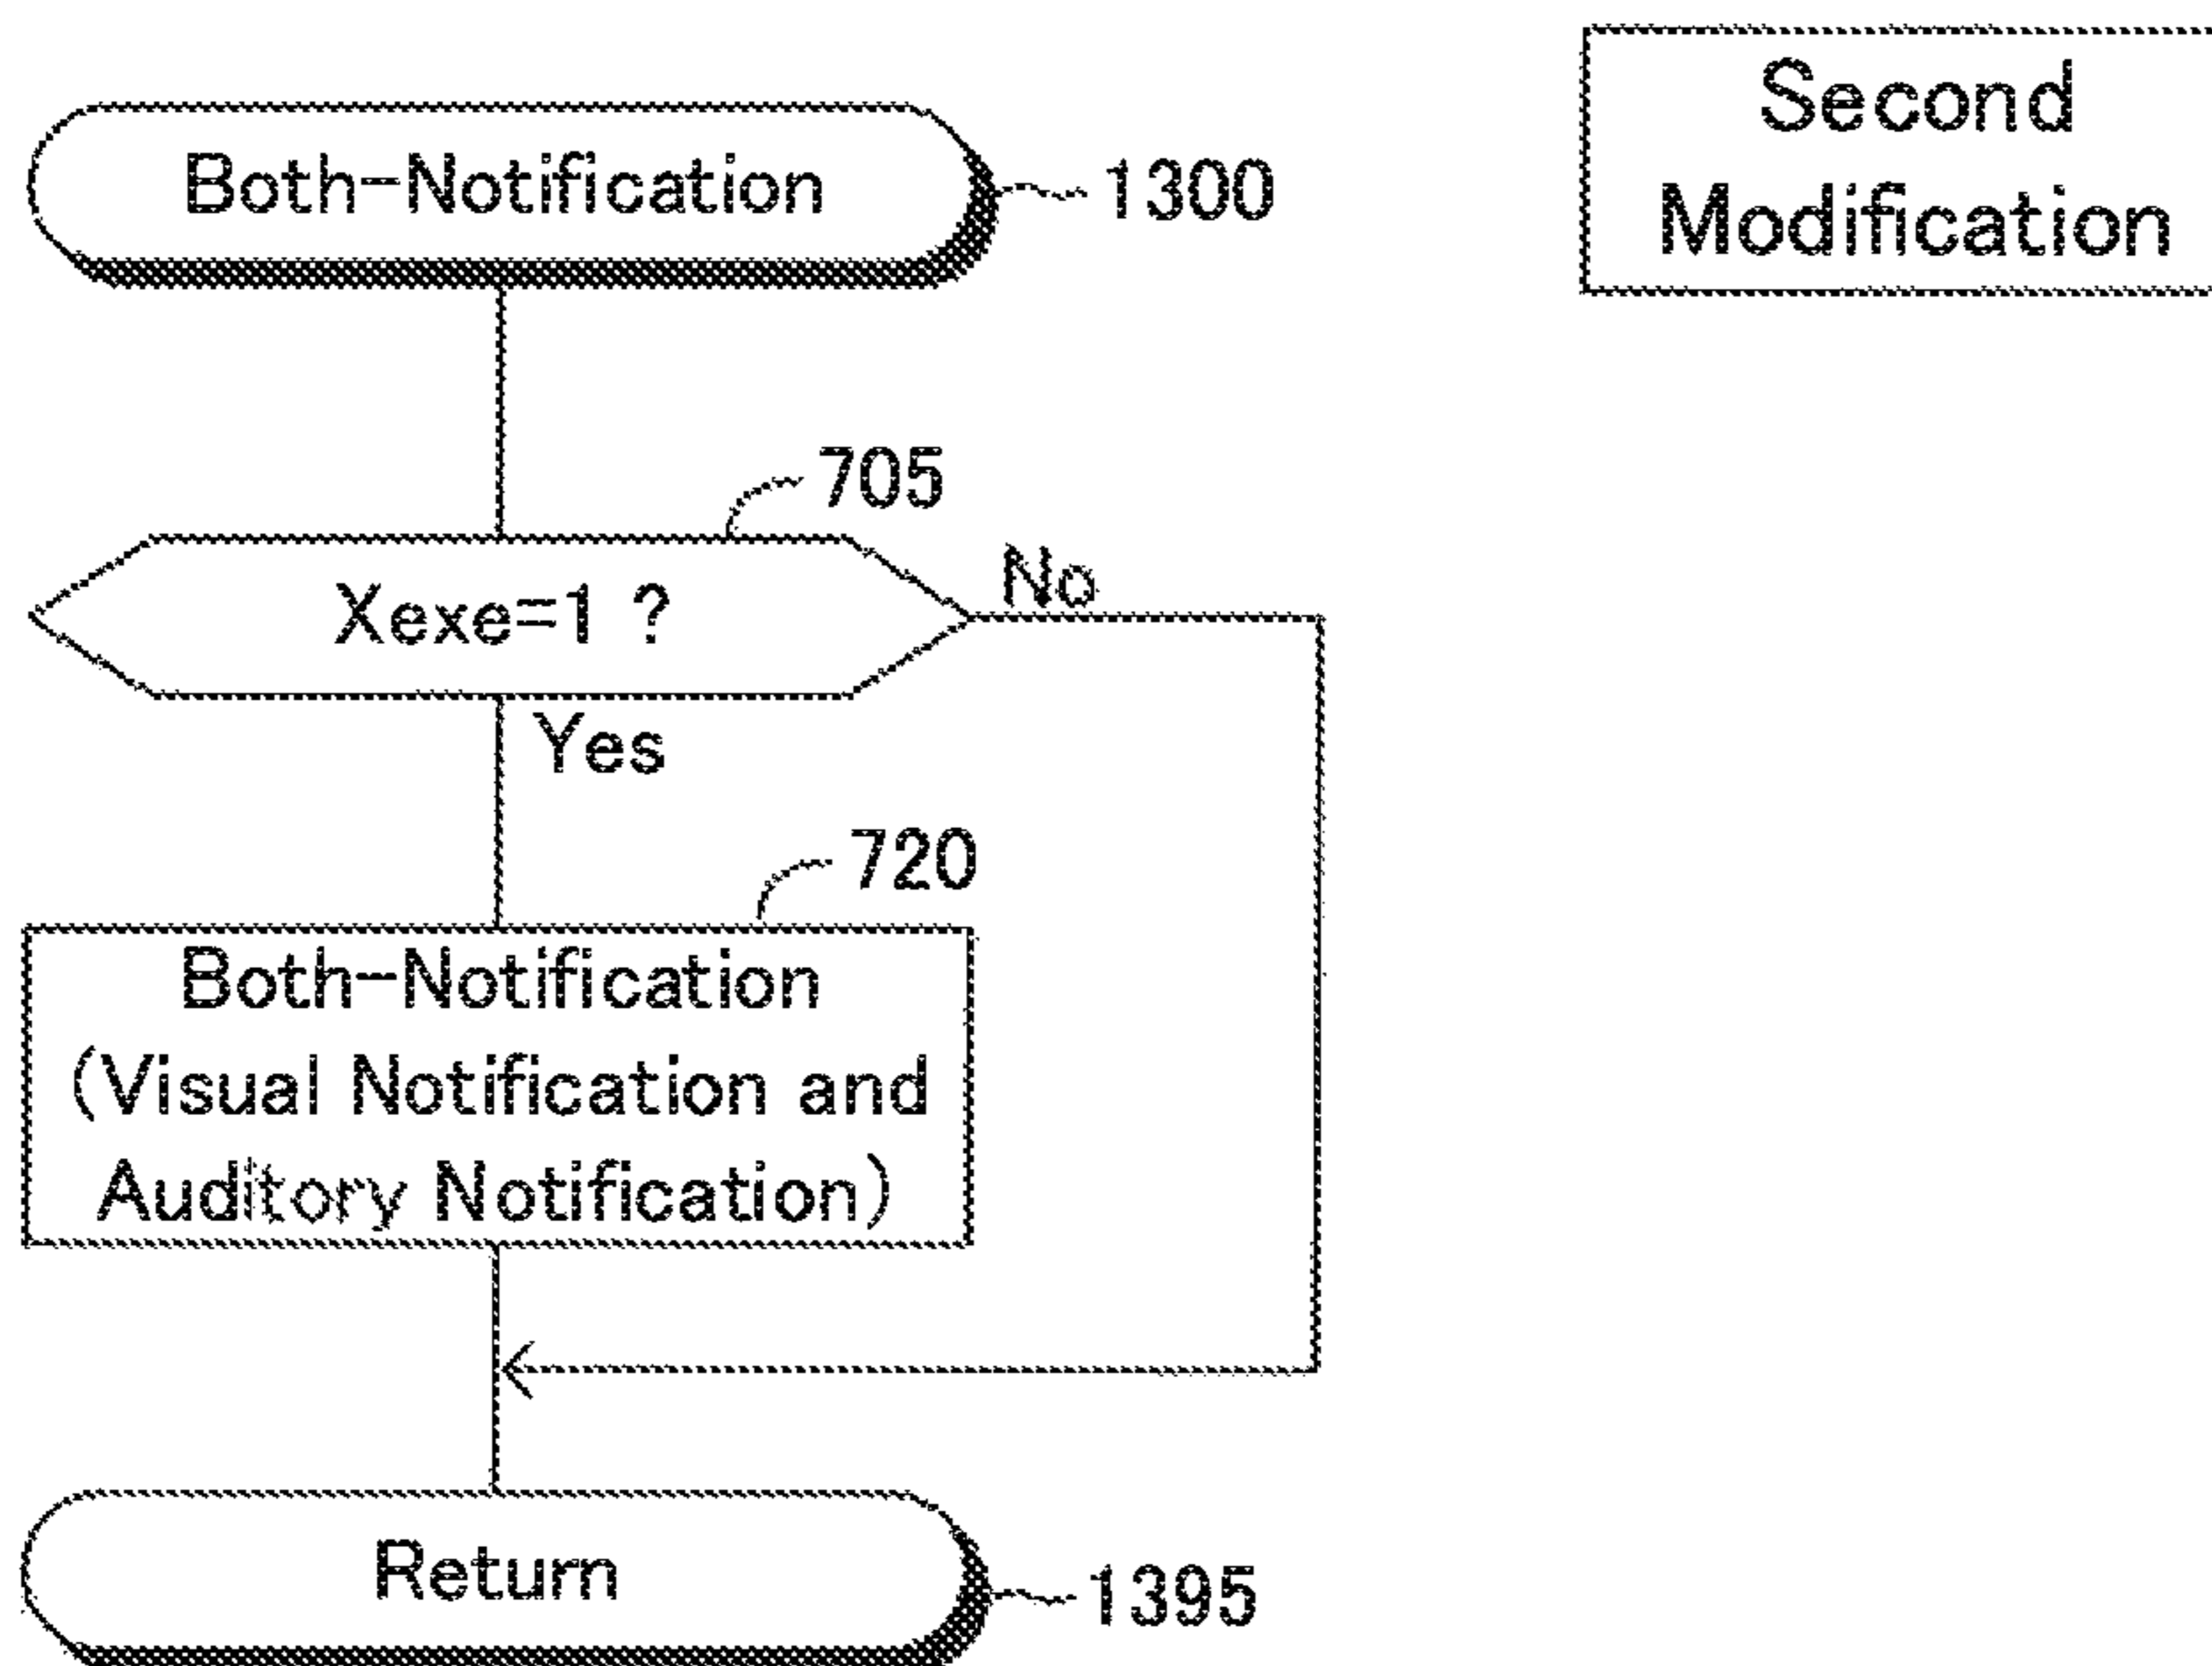 Second
Modification
Both-Notification
1300
705
Xexe=1 ?
No
Yes
720
Both-Notification
(Visual Notification and
Auditory Notification)
Return
1395